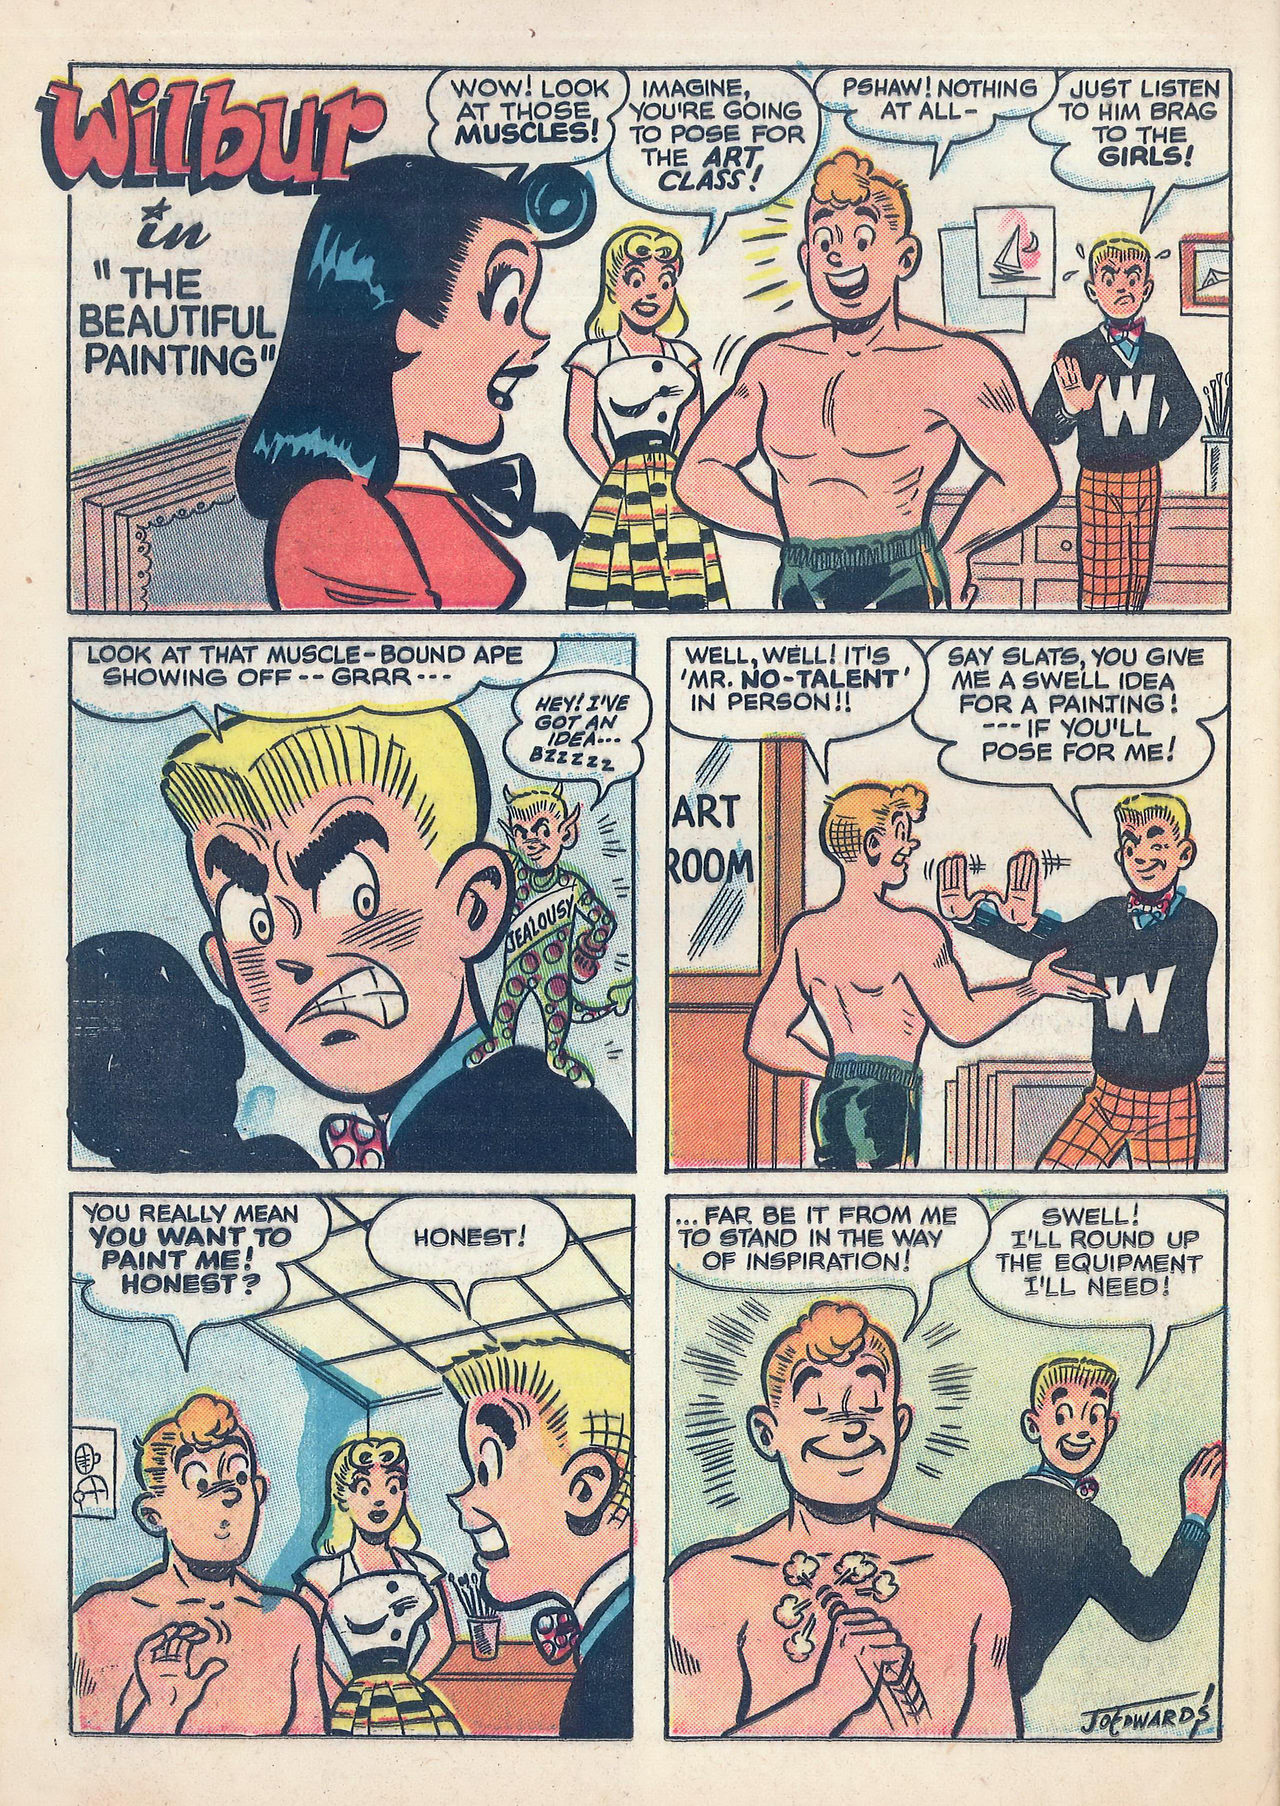 Wilbur
in
"THE
BEAUTIFUL
PAINTING"
WOW! LOOK
AT THOSE
MUSCLES!
IMAGINE,
YOU'RE GOING
TO POSE FOR
THE ART
CLASS!
PSHAW! NOTHING
AT ALL-
JUST LISTEN
TO HIM BRAG
TO THE
GIRLS!
W
LOOK AT THAT MUSCLE-BOUND APE
SHOWING OFF -- GRRR ---
HEY! I'VE
GOT AN
IDEA...
BZZZZZ
JEALOUSY
WELL, WELL! IT'S
'MR. NO-TALENT'
IN PERSON!!
SAY SLATS, YOU GIVE
ME A SWELL IDEA
FOR A PAINTING!
--- IF YOU'LL
POSE FOR ME!
ART
ROOM
W
YOU REALLY MEAN
YOU WANT TO
PAINT ME!
HONEST?
HONEST!
...FAR BE IT FROM ME
TO STAND IN THE WAY
OF INSPIRATION!
SWELL!
I'LL ROUND UP
THE EQUIPMENT
I'LL NEED!
JOEDWARDS!